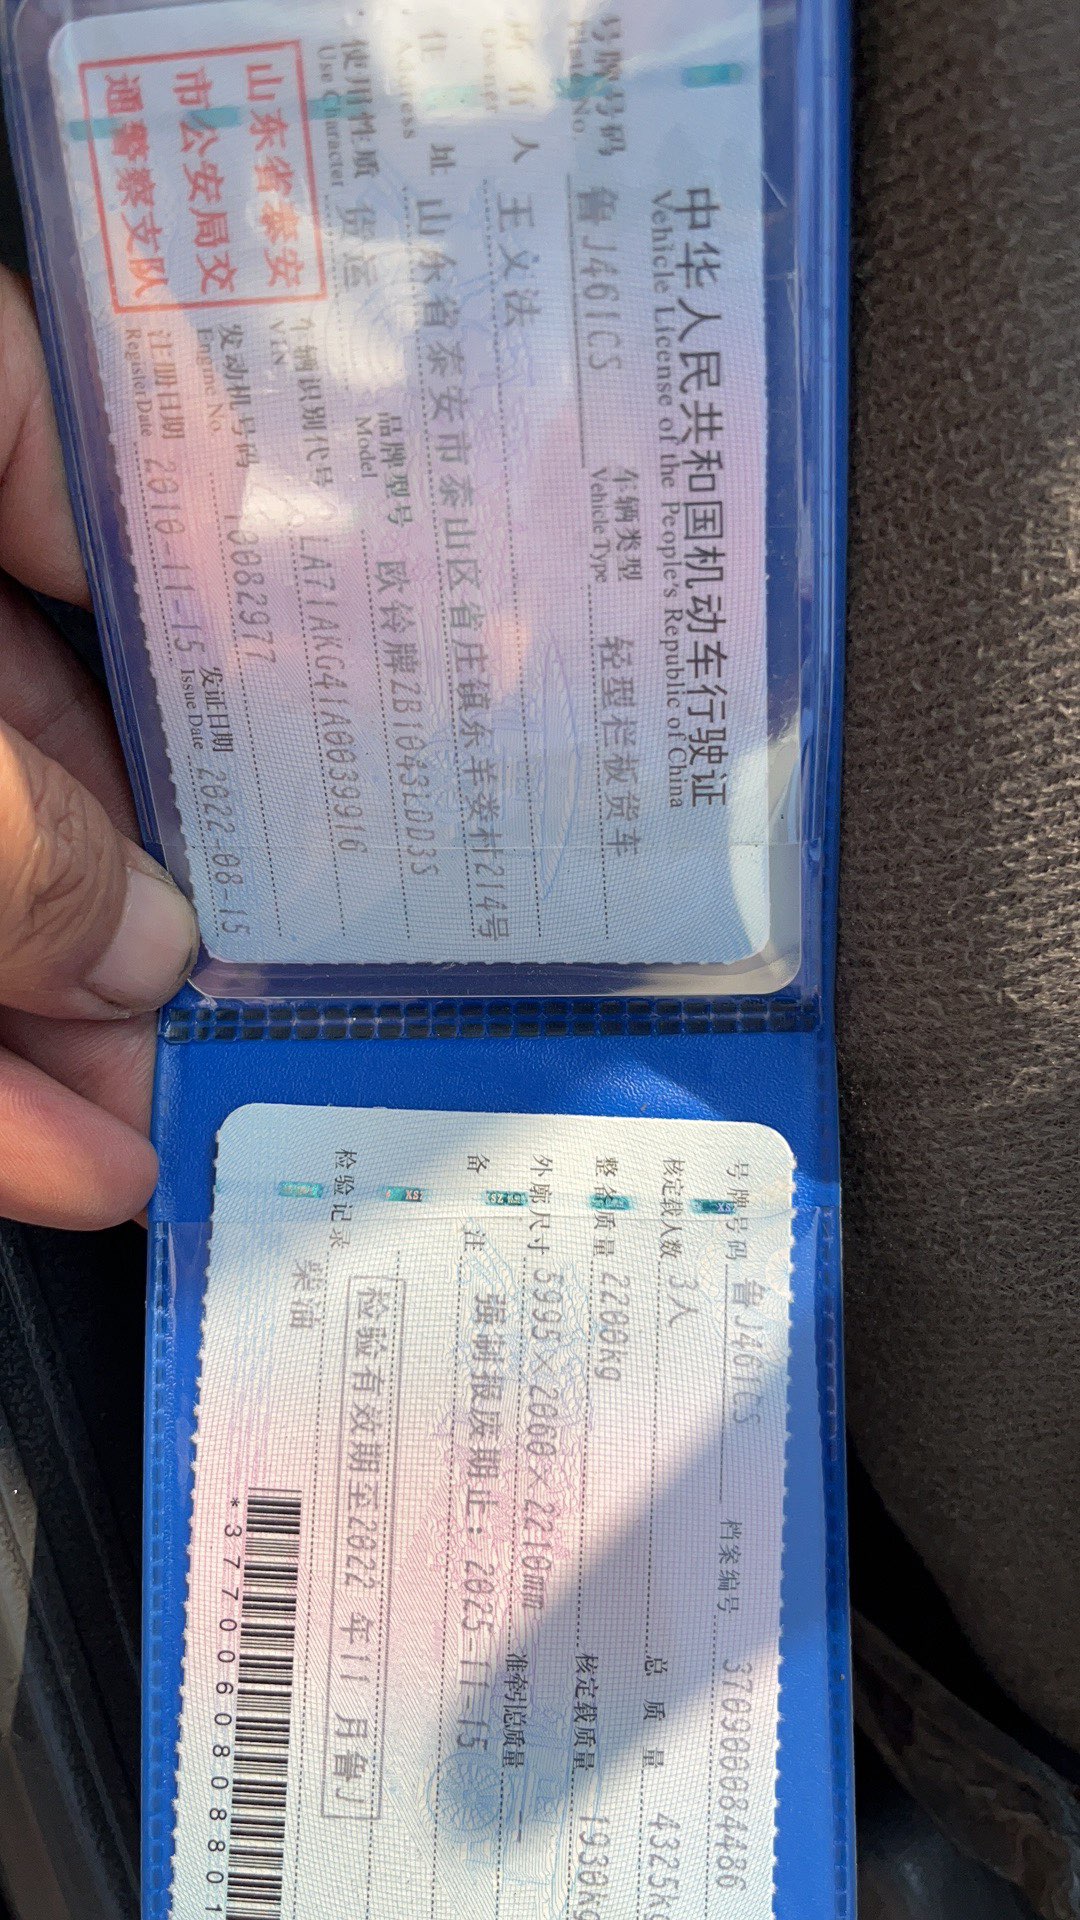 中华人民共和国机动车行驶证
Vehicle License of the People's Republic of China
号牌号码 鲁J461CS 车辆类型 轻型栏板货车
Plate No. Vehicle Type
所有人 王义法
Owner
住址 山东省泰安市泰山区省庄镇东羊娄村214号
Address
使用性质 货运 品牌型号 欧铃牌ZB1043LDD3S
Use Character Model
山东省泰安
市公安局交
通警察支队
车辆识别代号 LA71AKG41A0039916
VIN
发动机号码 1008297?
Engine No.
注册日期 2010-11-15 发证日期 2022-08-15
Register Date Issue Date
号牌号码 鲁J461CS 档案编号 370900084486
核定载人数 3人 总质量 4325kg
整备质量 2200kg 核定载质量 1930kg
外廓尺寸 5995×2060×2210mm 准牵引总质量 --
备注 强制报废期止：2025-11-15
检验有效期至2022年11月鲁J
检验记录
柴油
*3770060808801